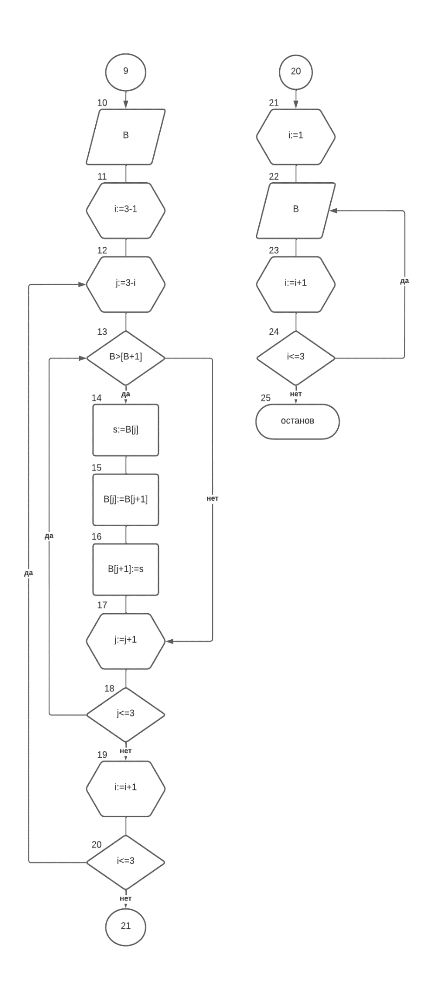 9
10
B
11
i:=3-1
12
j:=3-i
13
B>[B+1]
да
14
s:=B[j]
15
B[j]:=B[j+1]
нет
да
16
B[j+1]:=s
да
17
j:=j+1
18
j<=3
нет
19
i:=i+1
20
i<=3
нет
21
20
21
i:=1
22
B
23
i:=i+1
да
24
i<=3
нет
25
останов